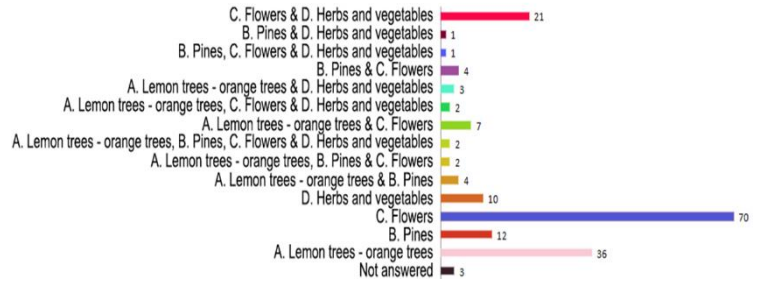 C. Flowers & D. Herbs and vegetables 21
B. Pines & D. Herbs and vegetables 1
B. Pines, C. Flowers & D. Herbs and vegetables 1
B. Pines & C. Flowers 4
A. Lemon trees - orange trees & D. Herbs and vegetables 3
A. Lemon trees - orange trees, C. Flowers & D. Herbs and vegetables 2
A. Lemon trees - orange trees & C. Flowers 7
A. Lemon trees - orange trees, B. Pines, C. Flowers & D. Herbs and vegetables 2
A. Lemon trees - orange trees, B. Pines & C. Flowers 2
A. Lemon trees - orange trees & B. Pines 4
D. Herbs and vegetables 10
C. Flowers 70
B. Pines 12
A. Lemon trees - orange trees 36
Not answered 3